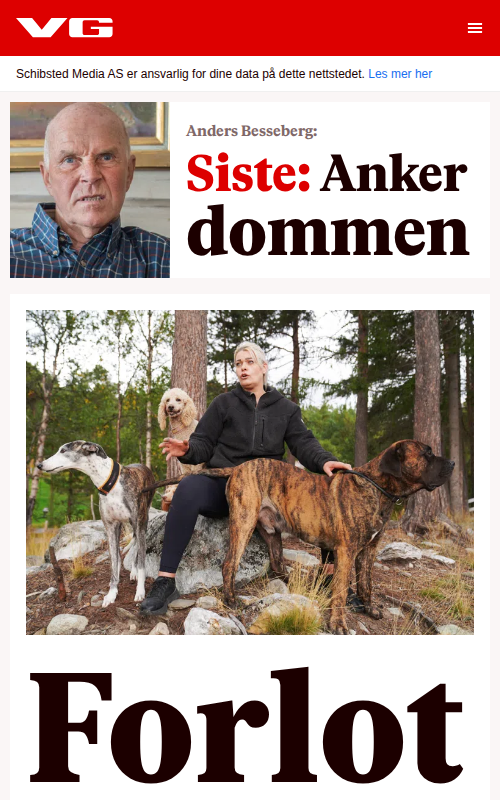 VG
Schibsted Media AS er ansvarlig for dine data på dette nettstedet. Les mer her
Anders Besseberg:
Siste: Anker
dommen
Forlot